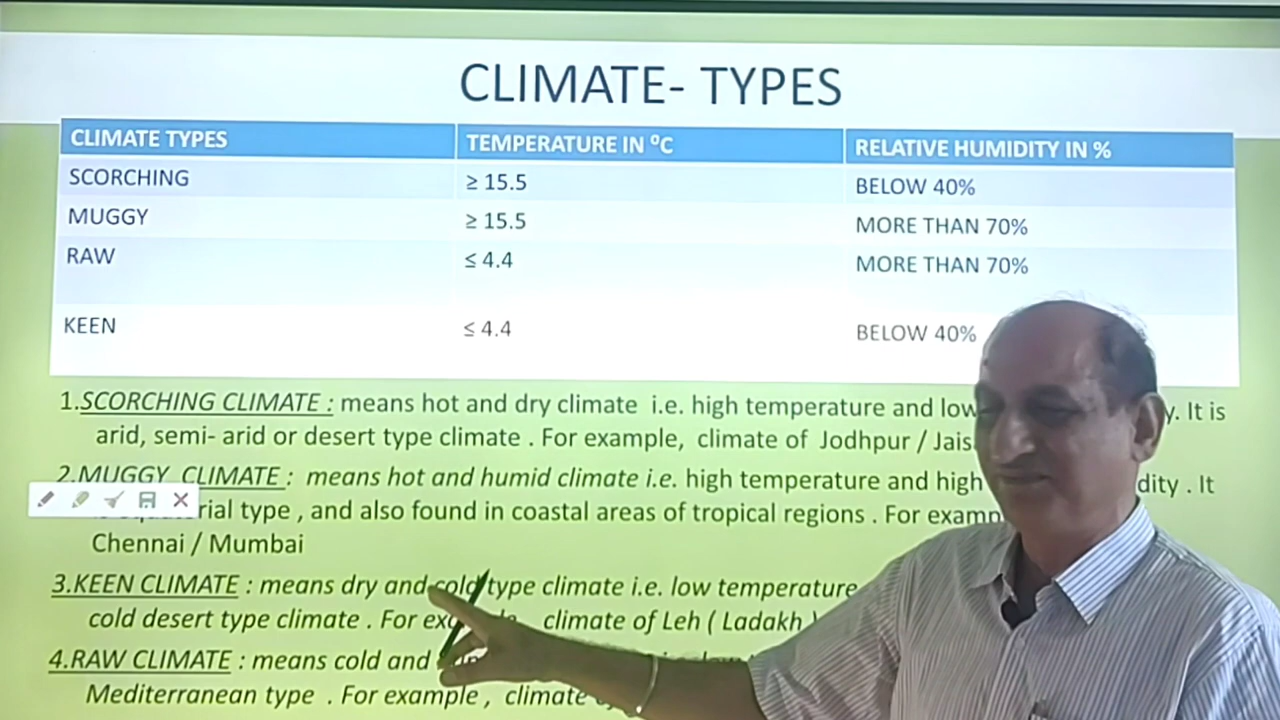 CLIMATE- TYPES
CLIMATE TYPES TEMPERATURE IN ⁰C RELATIVE HUMIDITY IN %
SCORCHING ≥ 15.5 BELOW 40%
MUGGY ≥ 15.5 MORE THAN 70%
RAW ≤ 4.4 MORE THAN 70%
KEEN ≤ 4.4 BELOW 40%
1.SCORCHING CLIMATE : means hot and dry climate i.e. high temperature and low y. It is
arid, semi- arid or desert type climate . For example, climate of Jodhpur / Jais
2.MUGGY CLIMATE : means hot and humid climate i.e. high temperature and high dity . It
rial type , and also found in coastal areas of tropical regions . For examp
Chennai / Mumbai
3.KEEN CLIMATE : means dry and cold type climate i.e. low temperature
cold desert type climate . For climate of Leh ( Ladakh )
4.RAW CLIMATE : means cold and
Mediterranean type . For example , climate